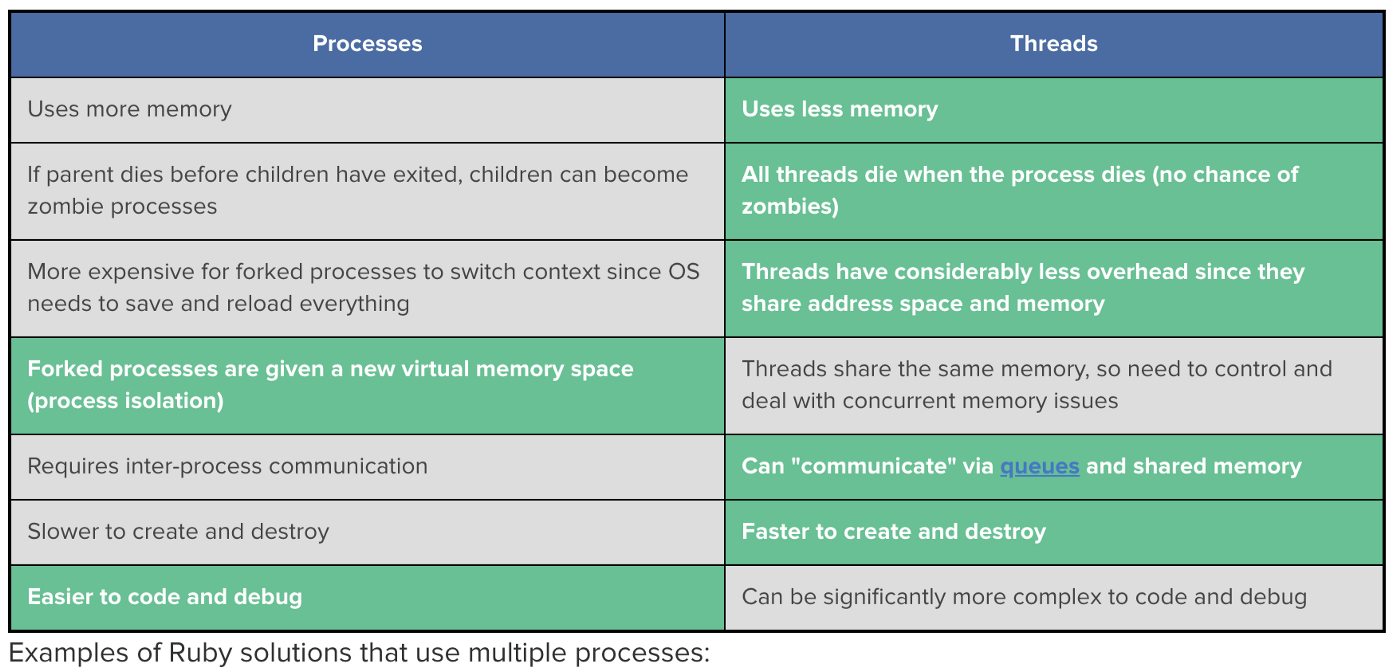 Processes
Threads
Uses more memory
Uses less memory
If parent dies before children have exited, children can become
zombie processes
All threads die when the process dies (no chance of
zombies)
More expensive for forked processes to switch context since OS
needs to save and reload everything
Threads have considerably less overhead since they
share address space and memory
Forked processes are given a new virtual memory space
(process isolation)
Threads share the same memory, so need to control and
deal with concurrent memory issues
Requires inter-process communication
Can "communicate" via queues and shared memory
Slower to create and destroy
Faster to create and destroy
Easier to code and debug
Can be significantly more complex to code and debug
Examples of Ruby solutions that use multiple processes: